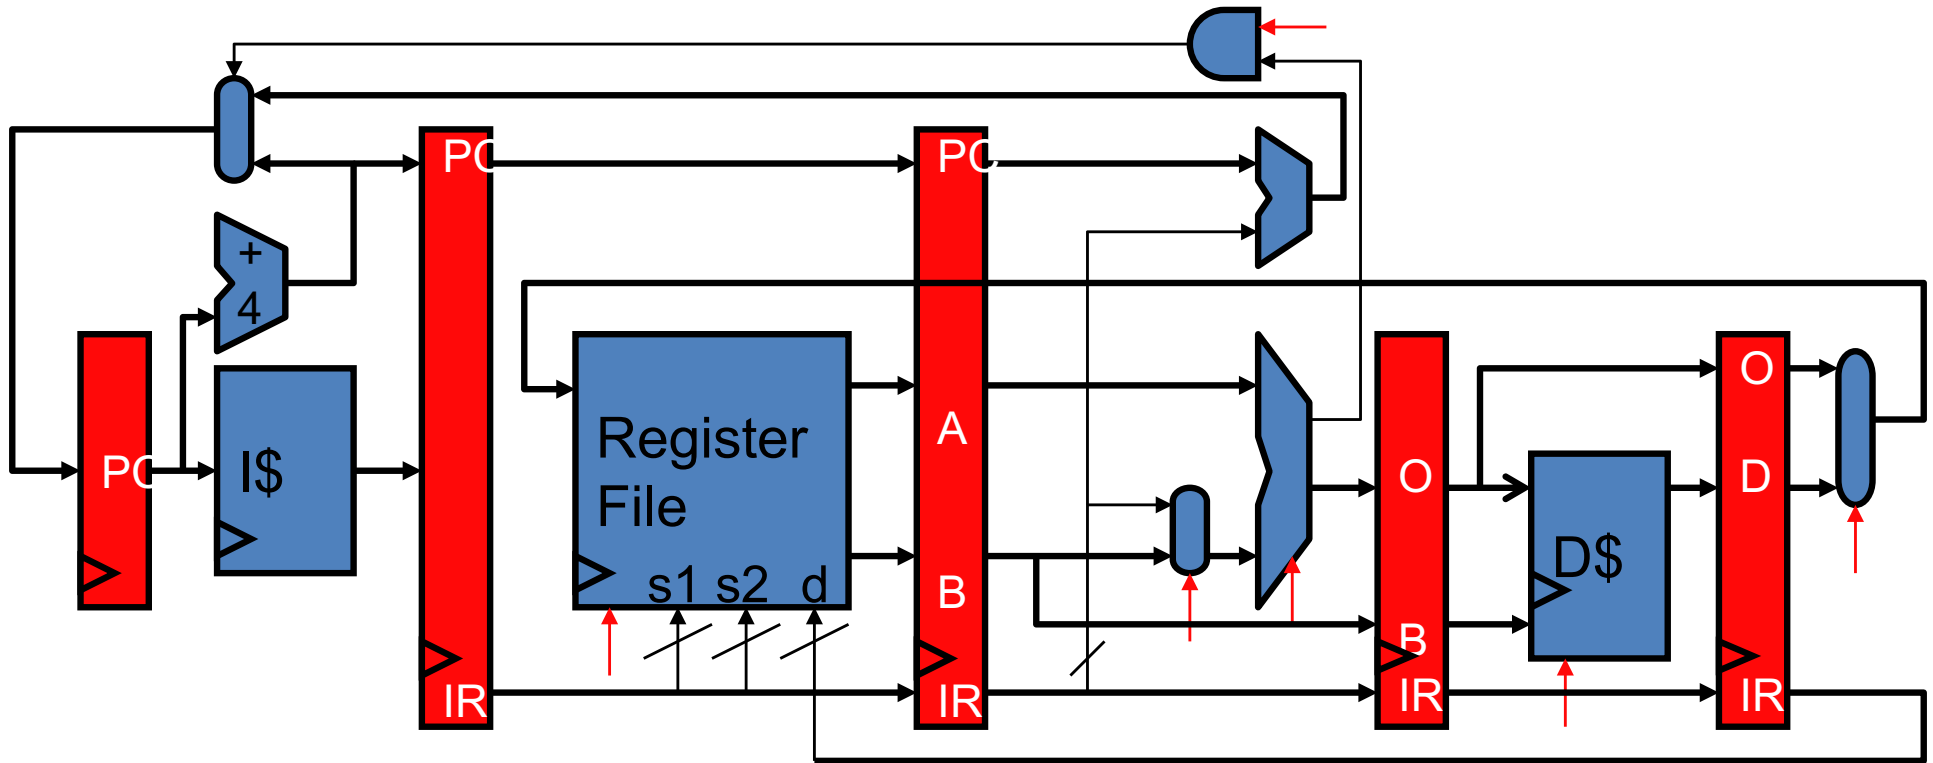 PC
PC
+
4
O
A
Register
File
PC
I$
O
D
D$
s1 s2 d
B
B
IR
IR
IR
IR